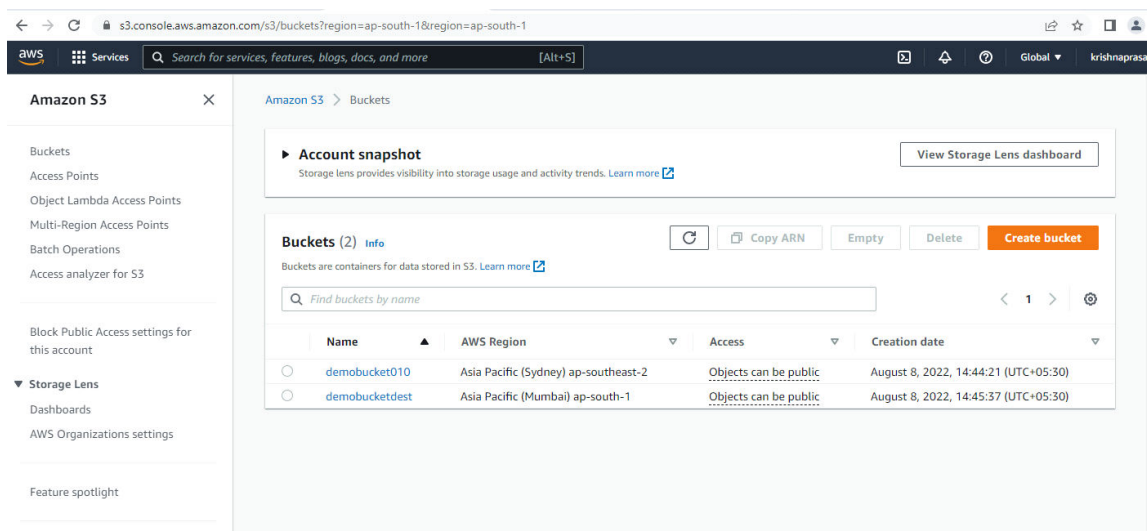 s3.console.aws.amazon.com/s3/buckets?region=ap-south-1&region=ap-south-1
aws Services Search for services, features, blogs, docs, and more [Alt+S] Global ▼ krishnapras
Amazon S3
Buckets
Access Points
Object Lambda Access Points
Multi-Region Access Points
Batch Operations
Access analyzer for S3
Block Public Access settings for
this account
▼ Storage Lens
Dashboards
AWS Organizations settings
Feature spotlight
Amazon S3 > Buckets
▶ Account snapshot
View Storage Lens dashboard
Storage lens provides visibility into storage usage and activity trends. Learn more
Buckets (2) Info
Copy ARN Empty Delete Create bucket
Buckets are containers for data stored in S3. Learn more
Find buckets by name
< 1 >
Name ▲ AWS Region ▽ Access ▽ Creation date ▽
demobucket010 Asia Pacific (Sydney) ap-southeast-2 Objects can be public August 8, 2022, 14:44:21 (UTC+05:30)
demobucketdest Asia Pacific (Mumbai) ap-south-1 Objects can be public August 8, 2022, 14:45:37 (UTC+05:30)